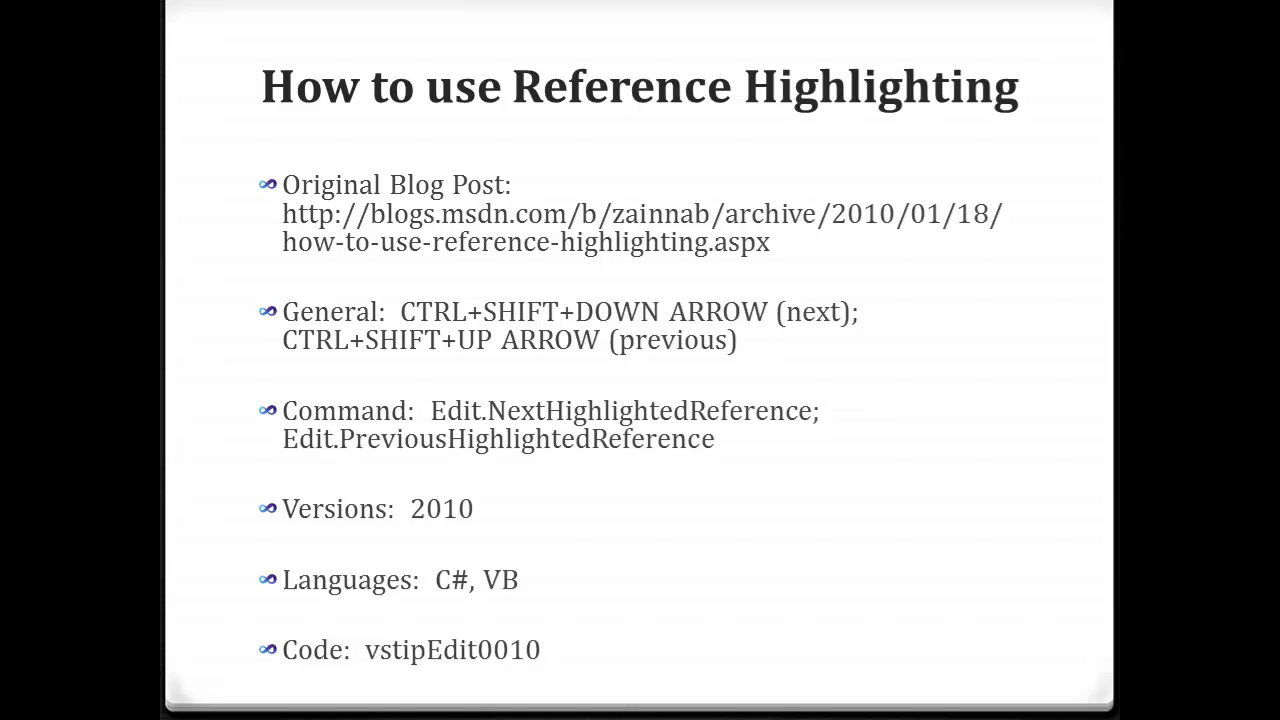 How to use Reference Highlighting
Original Blog Post:
http://blogs.msdn.com/b/zainnab/archive/2010/01/18/
how-to-use-reference-highlighting.aspx
General:  CTRL+SHIFT+DOWN ARROW (next);
CTRL+SHIFT+UP ARROW (previous)
Command:  Edit.NextHighlightedReference;
Edit.PreviousHighlightedReference
Versions:  2010
Languages:  C#, VB
Code:  vstipEdit0010